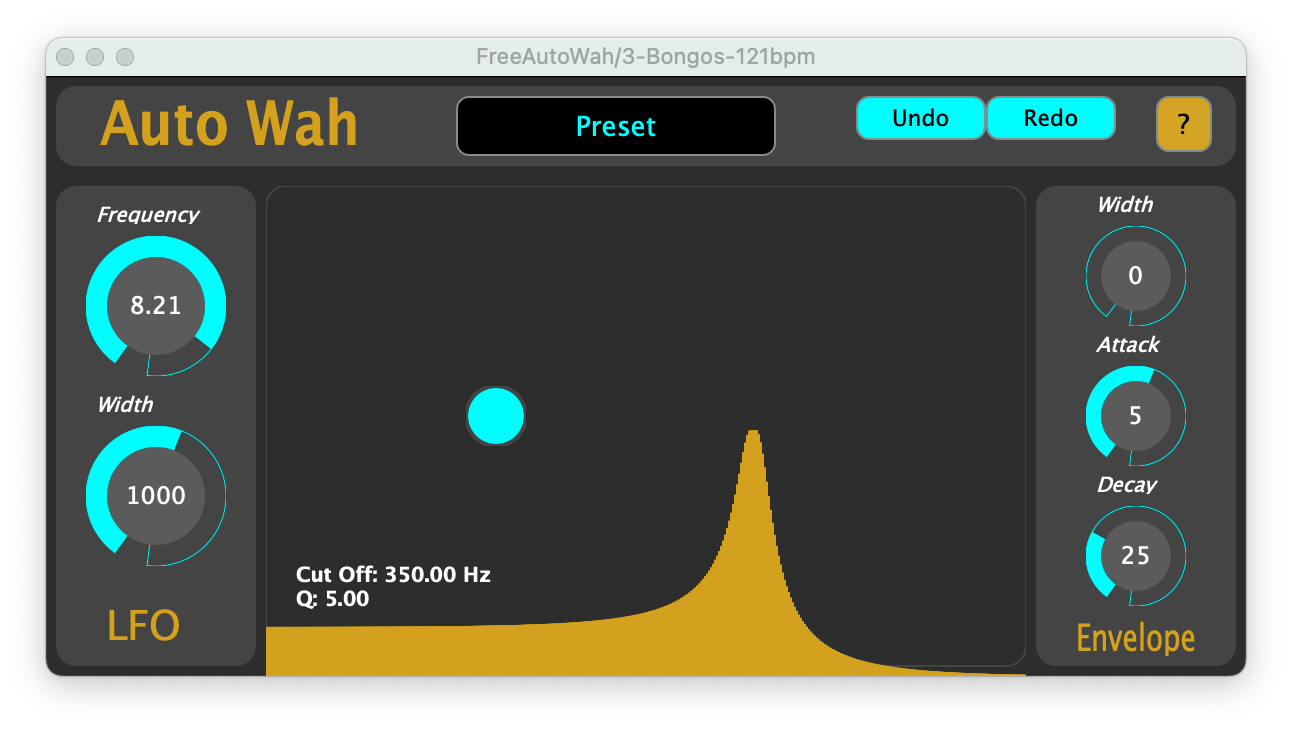 FreeAutoWah/3-Bongos-121bpm
Auto Wah
Preset
Undo
Redo
?
Frequency
8.21
Width
1000
LFO
Cut Off: 350.00 Hz
Q: 5.00
Width
0
Attack
5
Decay
25
Envelope